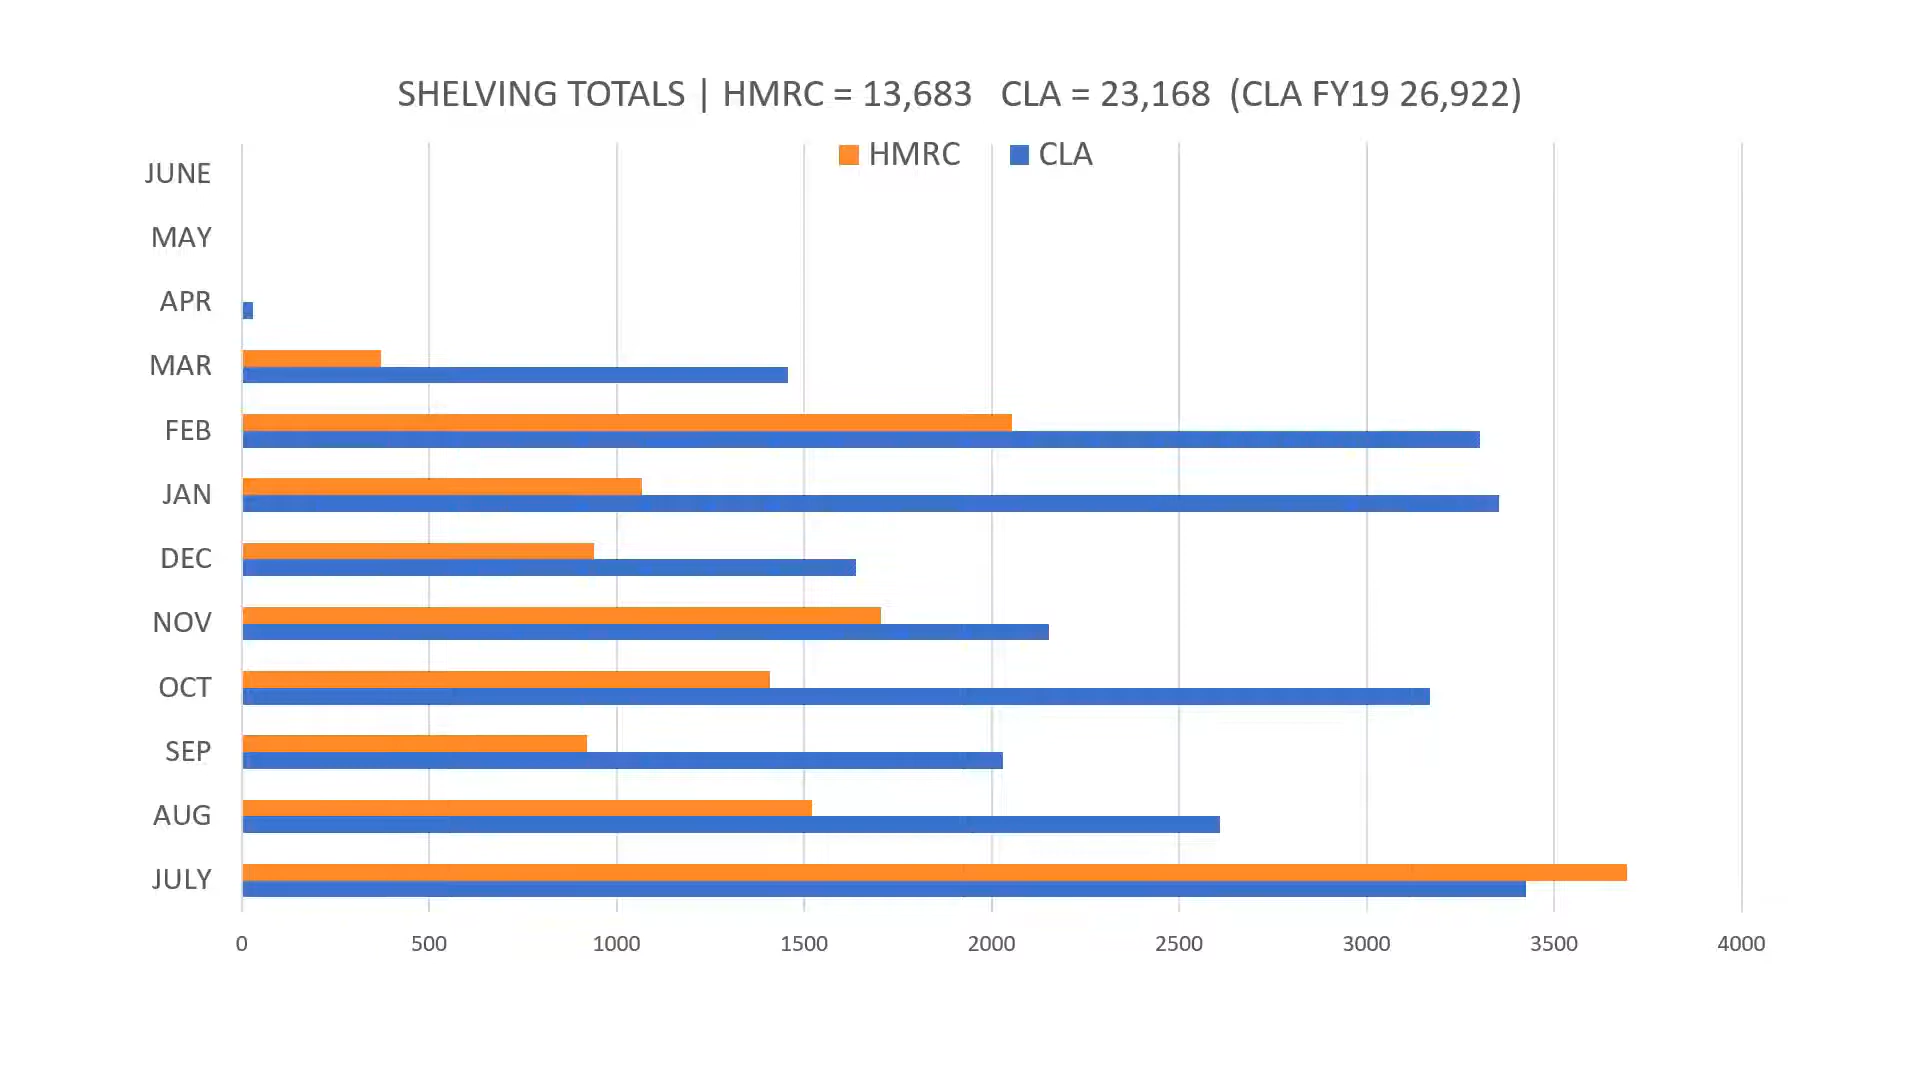 SHELVING TOTALS | HMRC = 13,683 CLA = 23,168 (CLA FY19 26,922)
HMRC CLA
JUNE
MAY
APR
MAR
FEB
JAN
DEC
NOV
OCT
SEP
AUG
JULY
0 500 1000 1500 2000 2500 3000 3500 4000